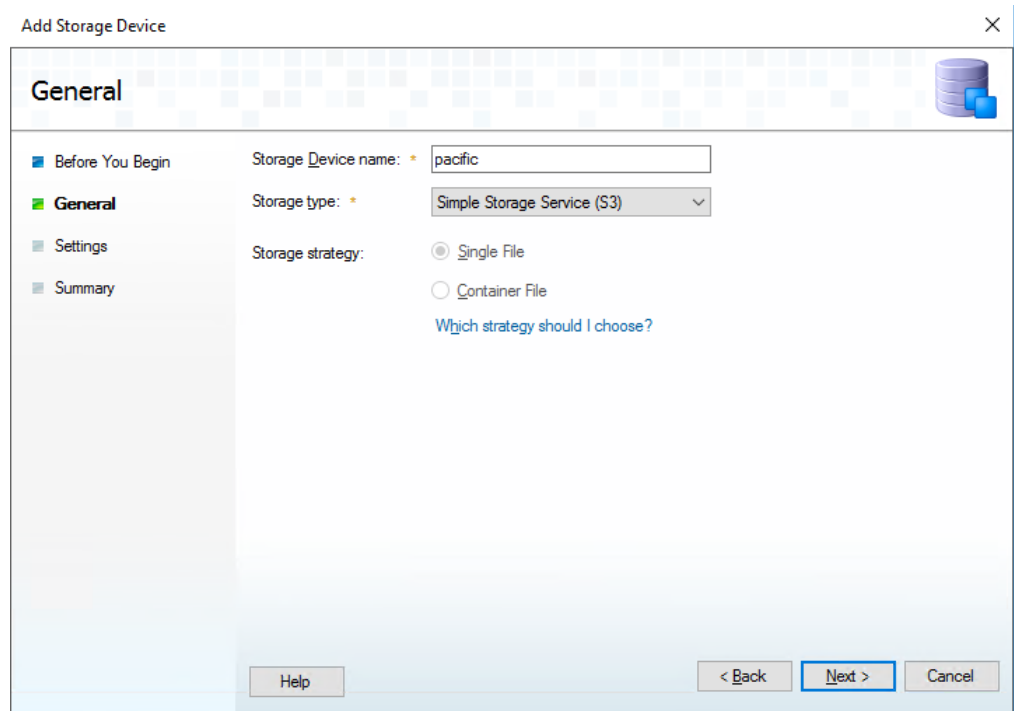 Add Storage Device
General
Before You Begin
General
Settings
Summary
Storage Device name: *
pacific
Storage type: *
Simple Storage Service (S3)
Storage strategy:
Single File
Container File
Which strategy should I choose?
Help
< Back
Next >
Cancel